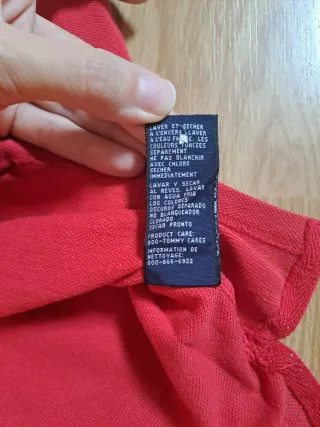 LAVER ET SECHER
A L'ENVERS LAVER
A L'EAU LES
COULEURS FONCEES
SEPAREMENT
NE PAS BLANCHIR
AVEC CHLORE
SECHER
IMMEDIATEMENT
LAVAR Y SECAR
AL REVES. LAVAR
CON AGUA FRIA
LOS COLORES
OSCUROS SEPARADO
NO BLANQUEADOR
CLORADO
SECAR PRONTO
PRODUCT CARE:
800-TOMMY CARES
INFORMATION DE
NETTOYAGE:
800-866-6922